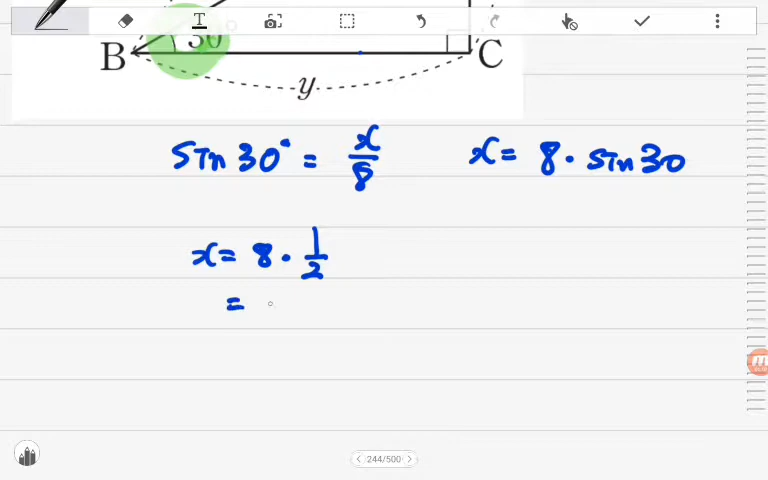 30
B
C
y
sin 30° = x/8
x = 8 · sin 30
x = 8 · 1/2
=
244/500